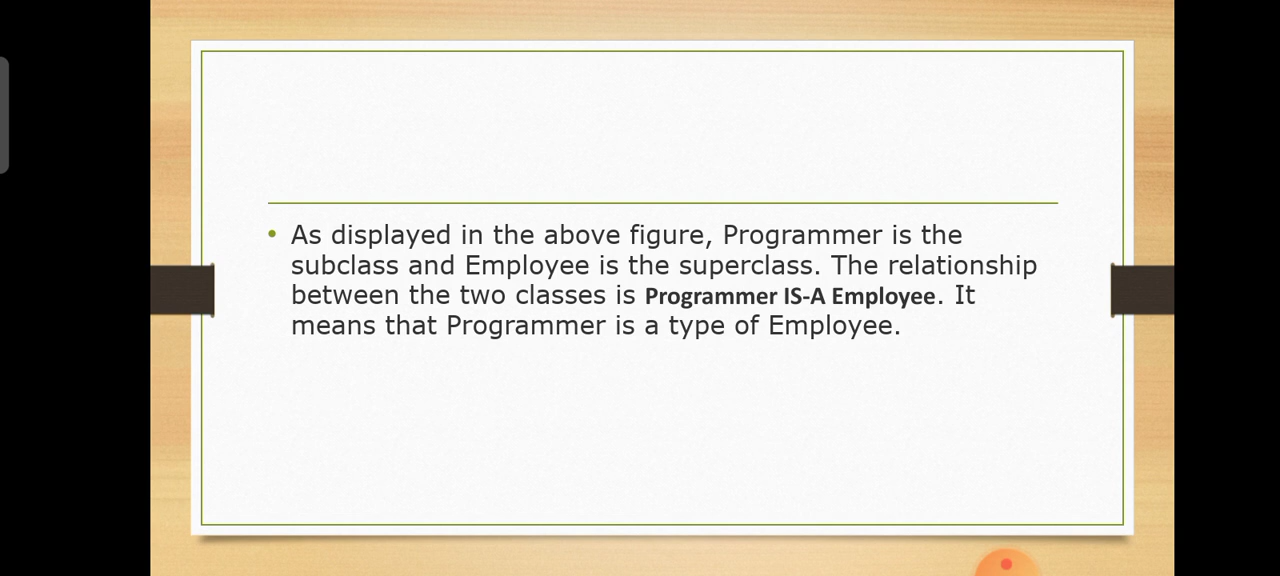 • As displayed in the above figure, Programmer is the
subclass and Employee is the superclass. The relationship
between the two classes is Programmer IS-A Employee. It
means that Programmer is a type of Employee.